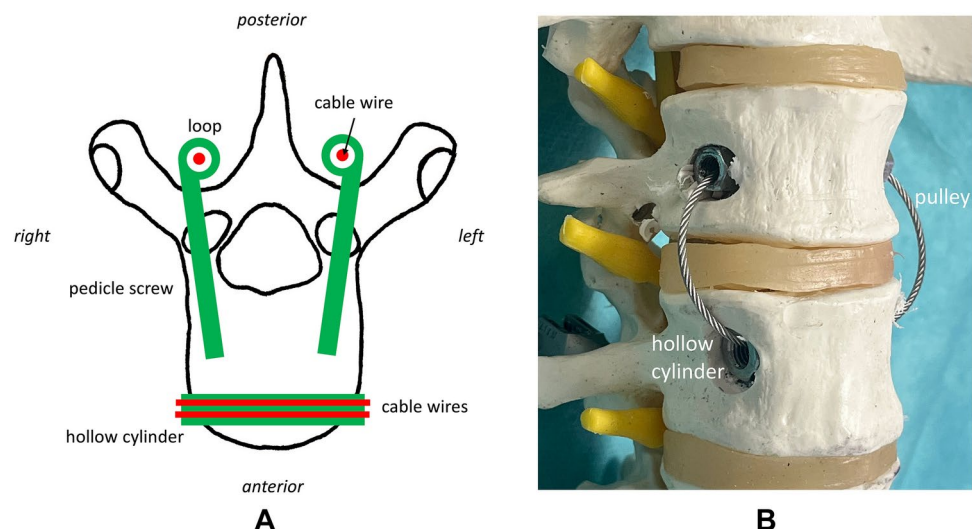 posterior
cable wire
loop
right
left
pedicle screw
cable wires
hollow cylinder
anterior
A
pulley
hollow
cylinder
B